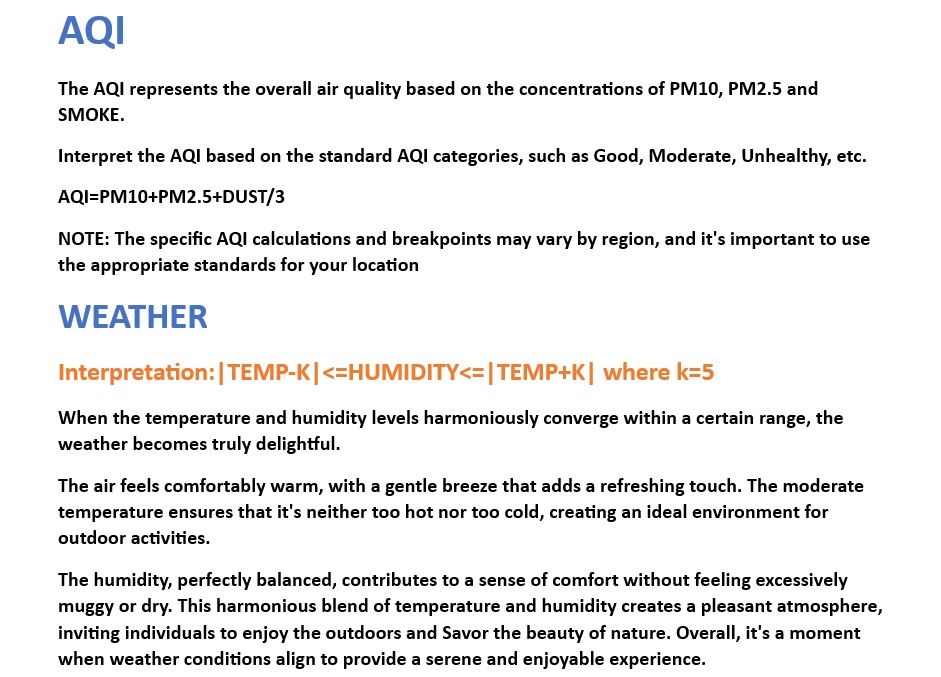 AQI
The AQI represents the overall air quality based on the concentrations of PM10, PM2.5 and
SMOKE.
Interpret the AQI based on the standard AQI categories, such as Good, Moderate, Unhealthy, etc.
AQI=PM10+PM2.5+DUST/3
NOTE: The specific AQI calculations and breakpoints may vary by region, and it's important to use
the appropriate standards for your location
WEATHER
Interpretation:|TEMP-K|<=HUMIDITY<=|TEMP+K| where k=5
When the temperature and humidity levels harmoniously converge within a certain range, the
weather becomes truly delightful.
The air feels comfortably warm, with a gentle breeze that adds a refreshing touch. The moderate
temperature ensures that it's neither too hot nor too cold, creating an ideal environment for
outdoor activities.
The humidity, perfectly balanced, contributes to a sense of comfort without feeling excessively
muggy or dry. This harmonious blend of temperature and humidity creates a pleasant atmosphere,
inviting individuals to enjoy the outdoors and Savor the beauty of nature. Overall, it's a moment
when weather conditions align to provide a serene and enjoyable experience.